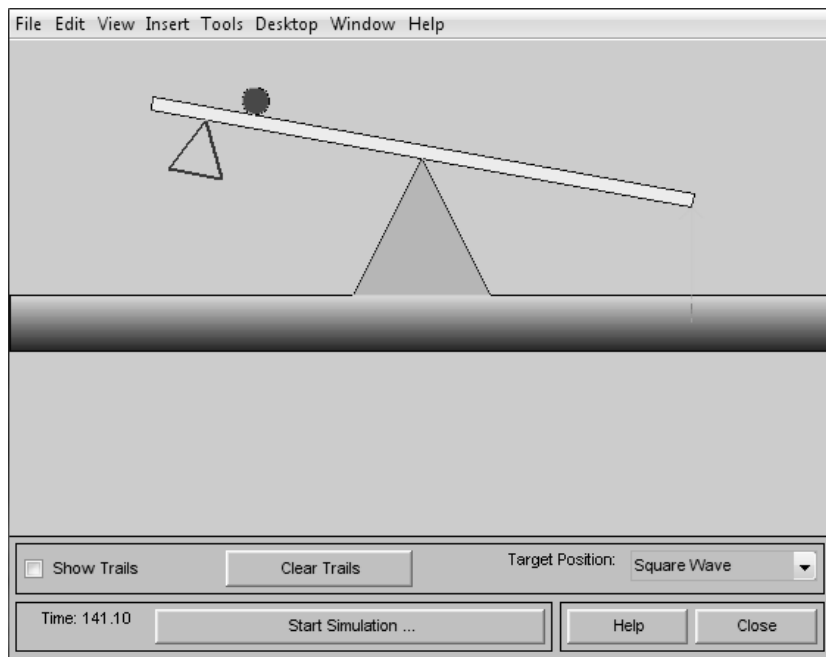 File Edit View Insert Tools Desktop Window Help
Show Trails
Clear Trails
Target Position:
Square Wave
Time: 141.10
Start Simulation ...
Help
Close